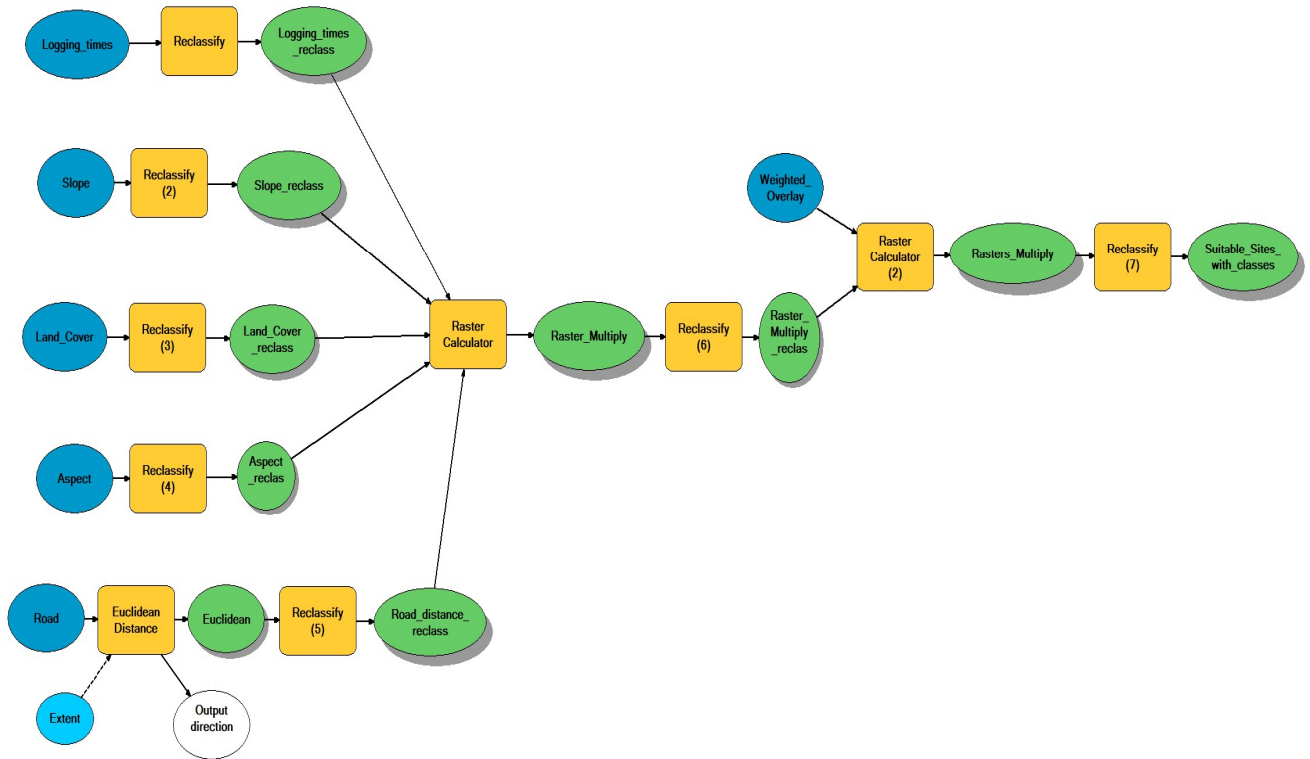 Logging_times
Reclassify
Logging_times
_reclass
Slope
Reclassify
(2)
Slope_reclass
Weighted_
Overlay
Raster
Calculator
(2)
Rasters_Multiply
Reclassify
(7)
Suitable_Sites_
with_classes
Land_Cover
Reclassify
(3)
Land_Cover
_reclass
Raster
Calculator
Raster_Multiply
Reclassify
(6)
Raster_
Multiply
_reclas
Aspect
Reclassify
(4)
Aspect
_reclas
Road
Euclidean
Distance
Euclidean
Reclassify
(5)
Road_distance_
reclass
Extent
Output
direction